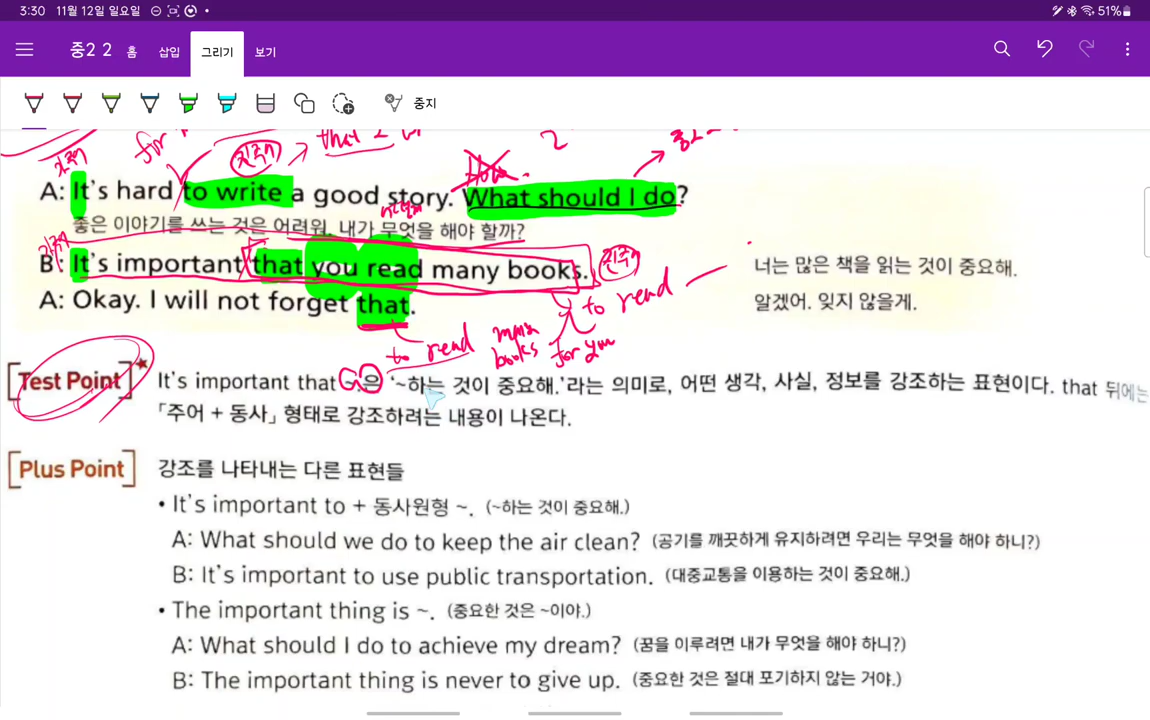 3:30 11월 12일 일요일 51%
중2 2 홈 삽입 그리기 보기
중지
for that
가주어 진주어 2
A: It's hard to write a good story. What should I do?
좋은 이야기를 쓰는 것은 어려워. 내가 무엇을 해야 할까?
B: It's important that you read many books. 너는 많은 책을 읽는 것이 중요해.
to read
A: Okay. I will not forget that. 알겠어. 잊지 않을게.
to read many books for you
[Test Point] It's important that ~은 '~하는 것이 중요해.'라는 의미로, 어떤 생각, 사실, 정보를 강조하는 표현이다. that 뒤에는
「주어 + 동사」 형태로 강조하려는 내용이 나온다.
[Plus Point] 강조를 나타내는 다른 표현들
• It's important to + 동사원형 ~. (~하는 것이 중요해.)
A: What should we do to keep the air clean? (공기를 깨끗하게 유지하려면 우리는 무엇을 해야 하니?)
B: It's important to use public transportation. (대중교통을 이용하는 것이 중요해.)
• The important thing is ~. (중요한 것은 ~이야.)
A: What should I do to achieve my dream? (꿈을 이루려면 내가 무엇을 해야 하니?)
B: The important thing is never to give up. (중요한 것은 절대 포기하지 않는 거야.)